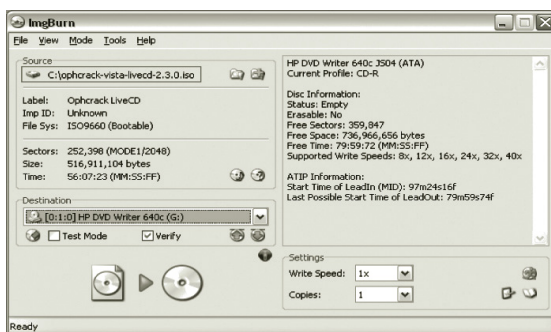 ImgBurn
File View Mode Tools Help
Source
C:\ophcrack-vista-livecd-2.3.0.iso
Label: Ophcrack LiveCD
Imp ID: Unknown
File Sys: ISO9660 (Bootable)
Sectors: 252,398 (MODE1/2048)
Size: 516,911,104 bytes
Time: 56:07:23 (MM:SS:FF)
Destination
[0:1:0] HP DVD Writer 640c (G:)
Test Mode Verify
HP DVD Writer 640c JS04 (ATA)
Current Profile: CD-R
Disc Information:
Status: Empty
Erasable: No
Free Sectors: 359,847
Free Space: 736,966,656 bytes
Free Time: 79:59:72 (MM:SS:FF)
Supported Write Speeds: 8x, 12x, 16x, 24x, 32x, 40x
ATIP Information:
Start Time of LeadIn (MID): 97m24s16f
Last Possible Start Time of LeadOut: 79m59s74f
Settings
Write Speed: 1x
Copies: 1
Ready